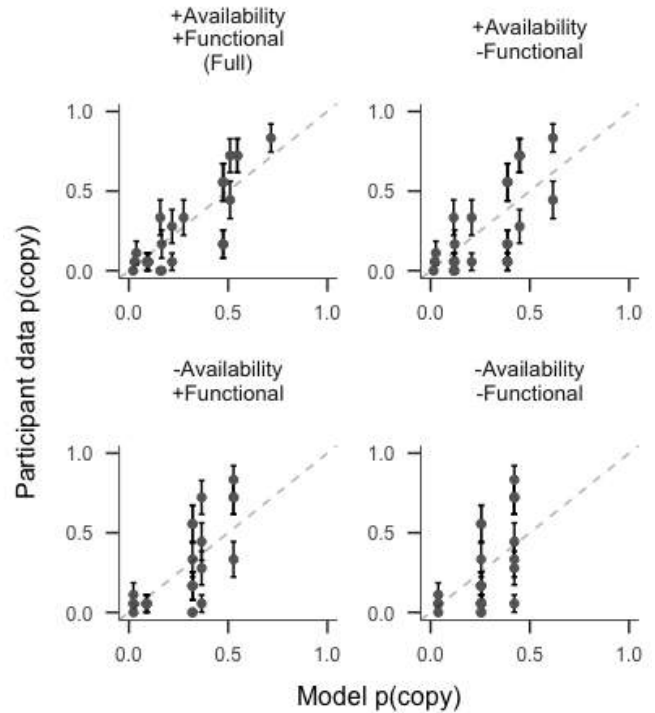 +Availability
+Functional
(Full)
+Availability
-Functional
1.0
0.5
0.0
0.0 0.5 1.0
1.0
0.5
0.0
0.0 0.5 1.0
-Availability
+Functional
-Availability
-Functional
1.0
0.5
0.0
0.0 0.5 1.0
1.0
0.5
0.0
0.0 0.5 1.0
Participant data p(copy)
Model p(copy)